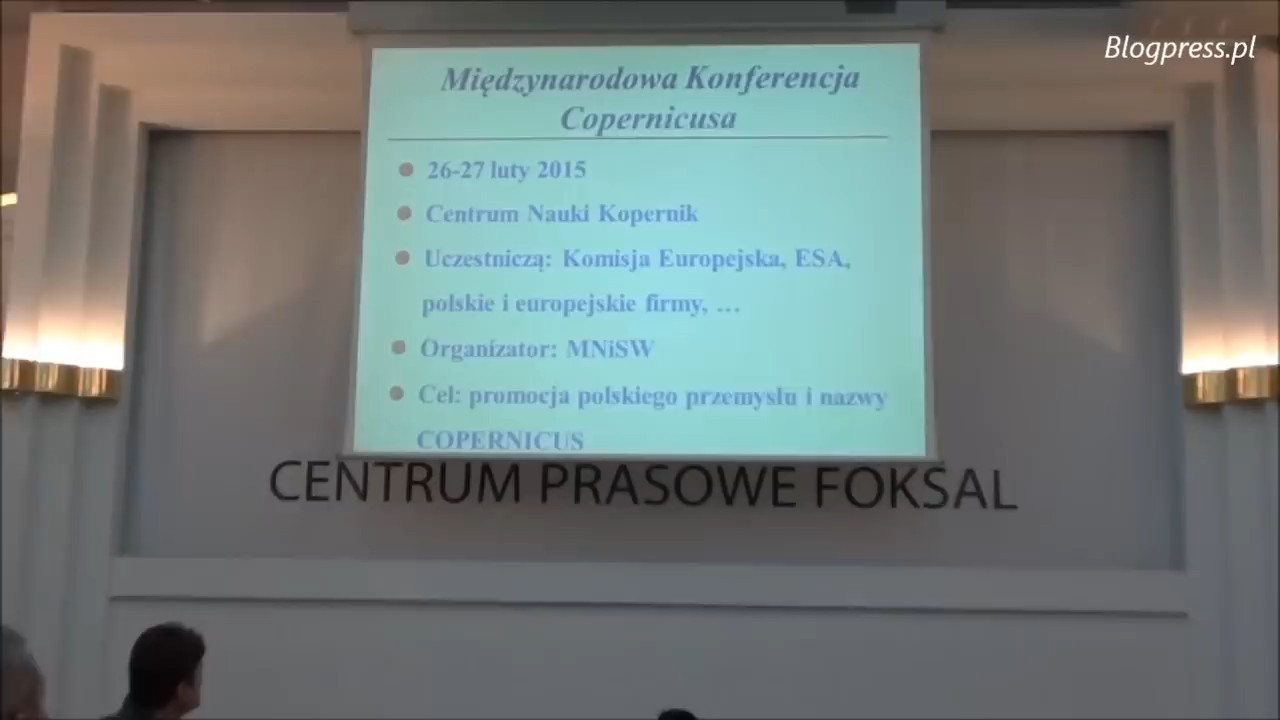 Blogpress.pl
Międzynarodowa Konferencja
Copernicusa
26-27 luty 2015
Centrum Nauki Kopernik
Uczestniczą: Komisja Europejska, ESA,
polskie i europejskie firmy, …
Organizator: MNiSW
Cel: promocja polskiego przemysłu i nazwy
COPERNICUS
CENTRUM PRASOWE FOKSAL